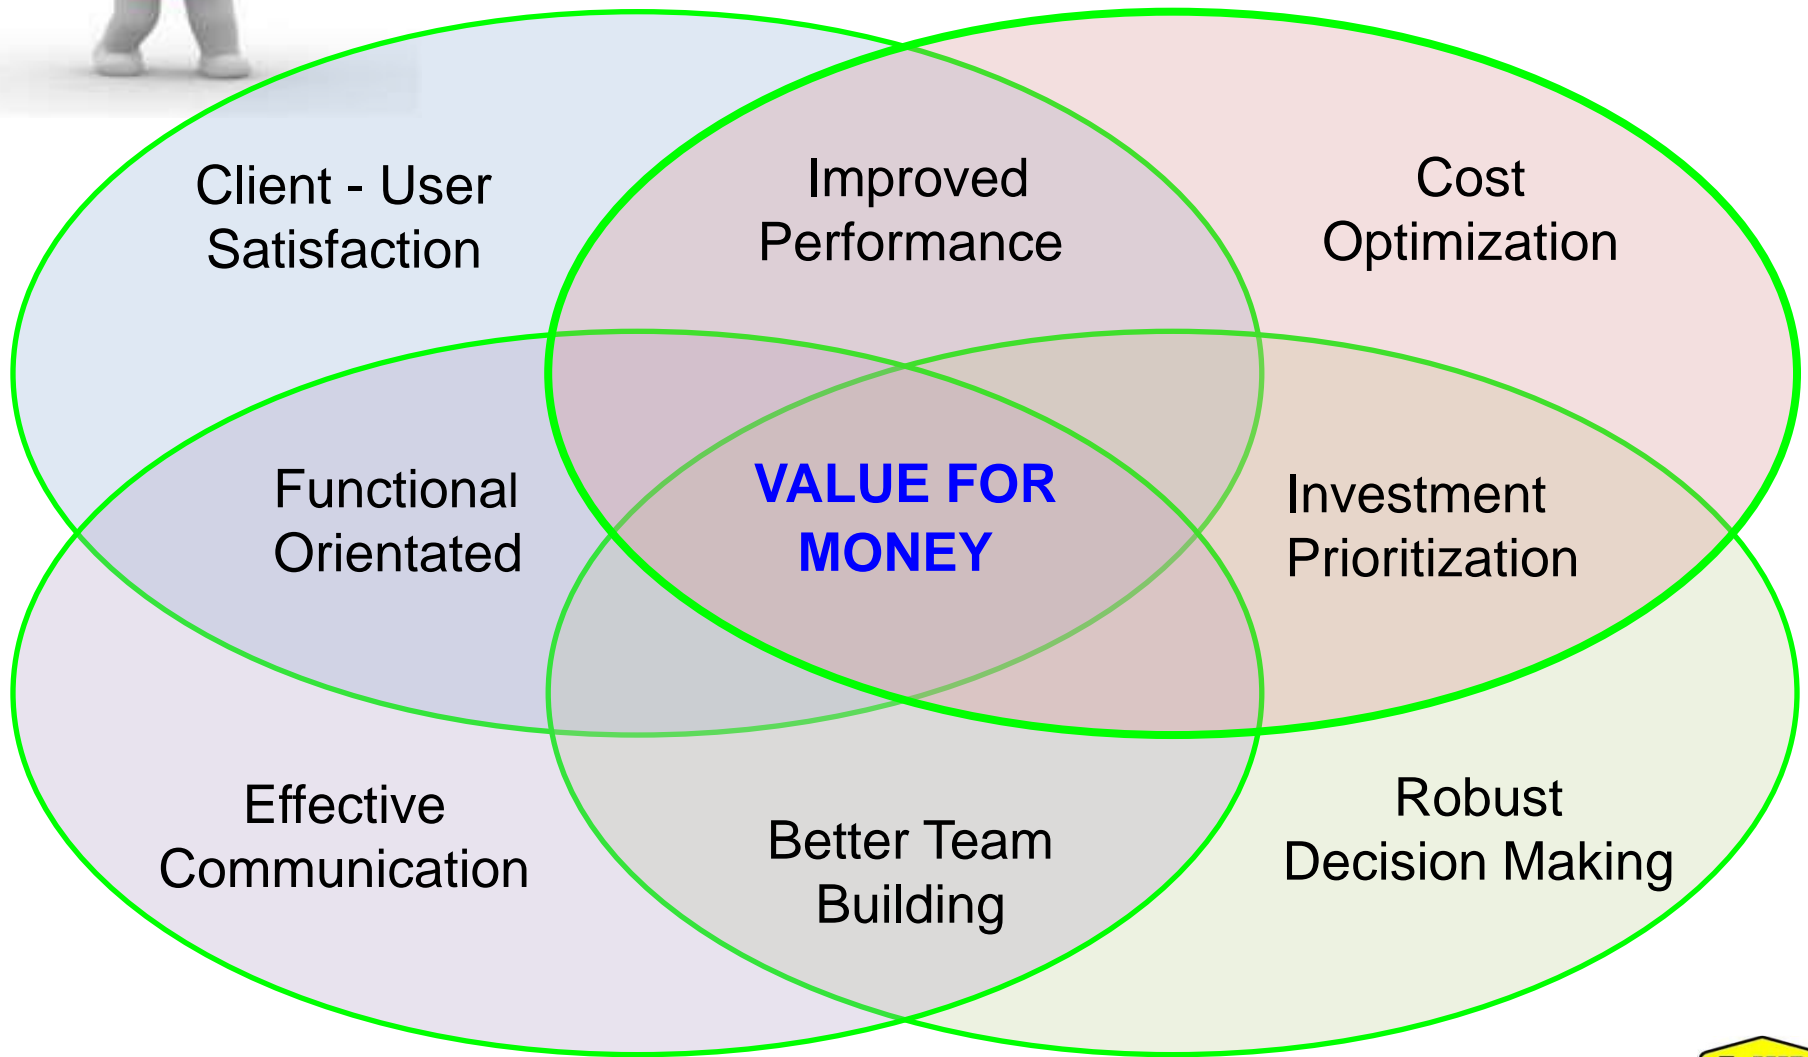 Client - User
Satisfaction
Improved
Performance
Cost
Optimization
Functional
Orientated
VALUE FOR
MONEY
Investment
Prioritization
Effective
Communication
Better Team
Building
Robust
Decision Making